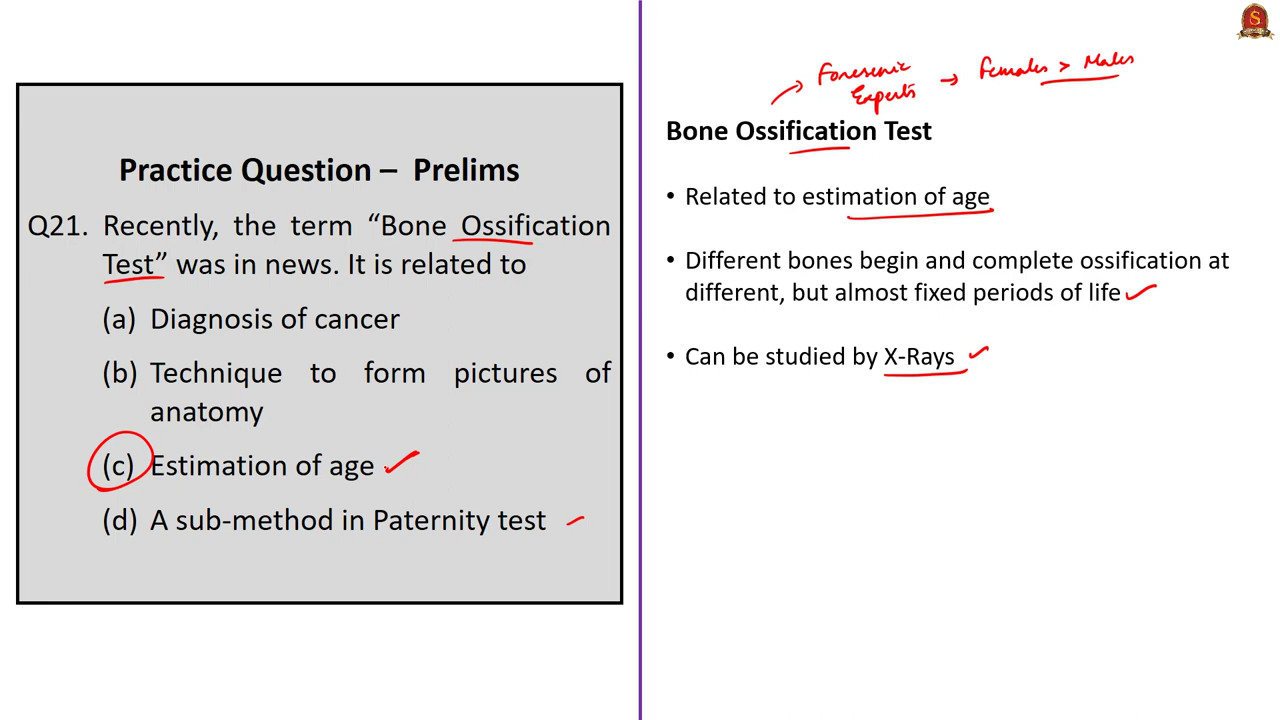 Practice Question – Prelims
Q21. Recently, the term “Bone Ossification
Test” was in news. It is related to
(a) Diagnosis of cancer
(b) Technique to form pictures of
anatomy
(c) Estimation of age
(d) A sub-method in Paternity test
S
Foresenic
Experts → Females > Males
Bone Ossification Test
• Related to estimation of age
• Different bones begin and complete ossification at
different, but almost fixed periods of life
• Can be studied by X-Rays